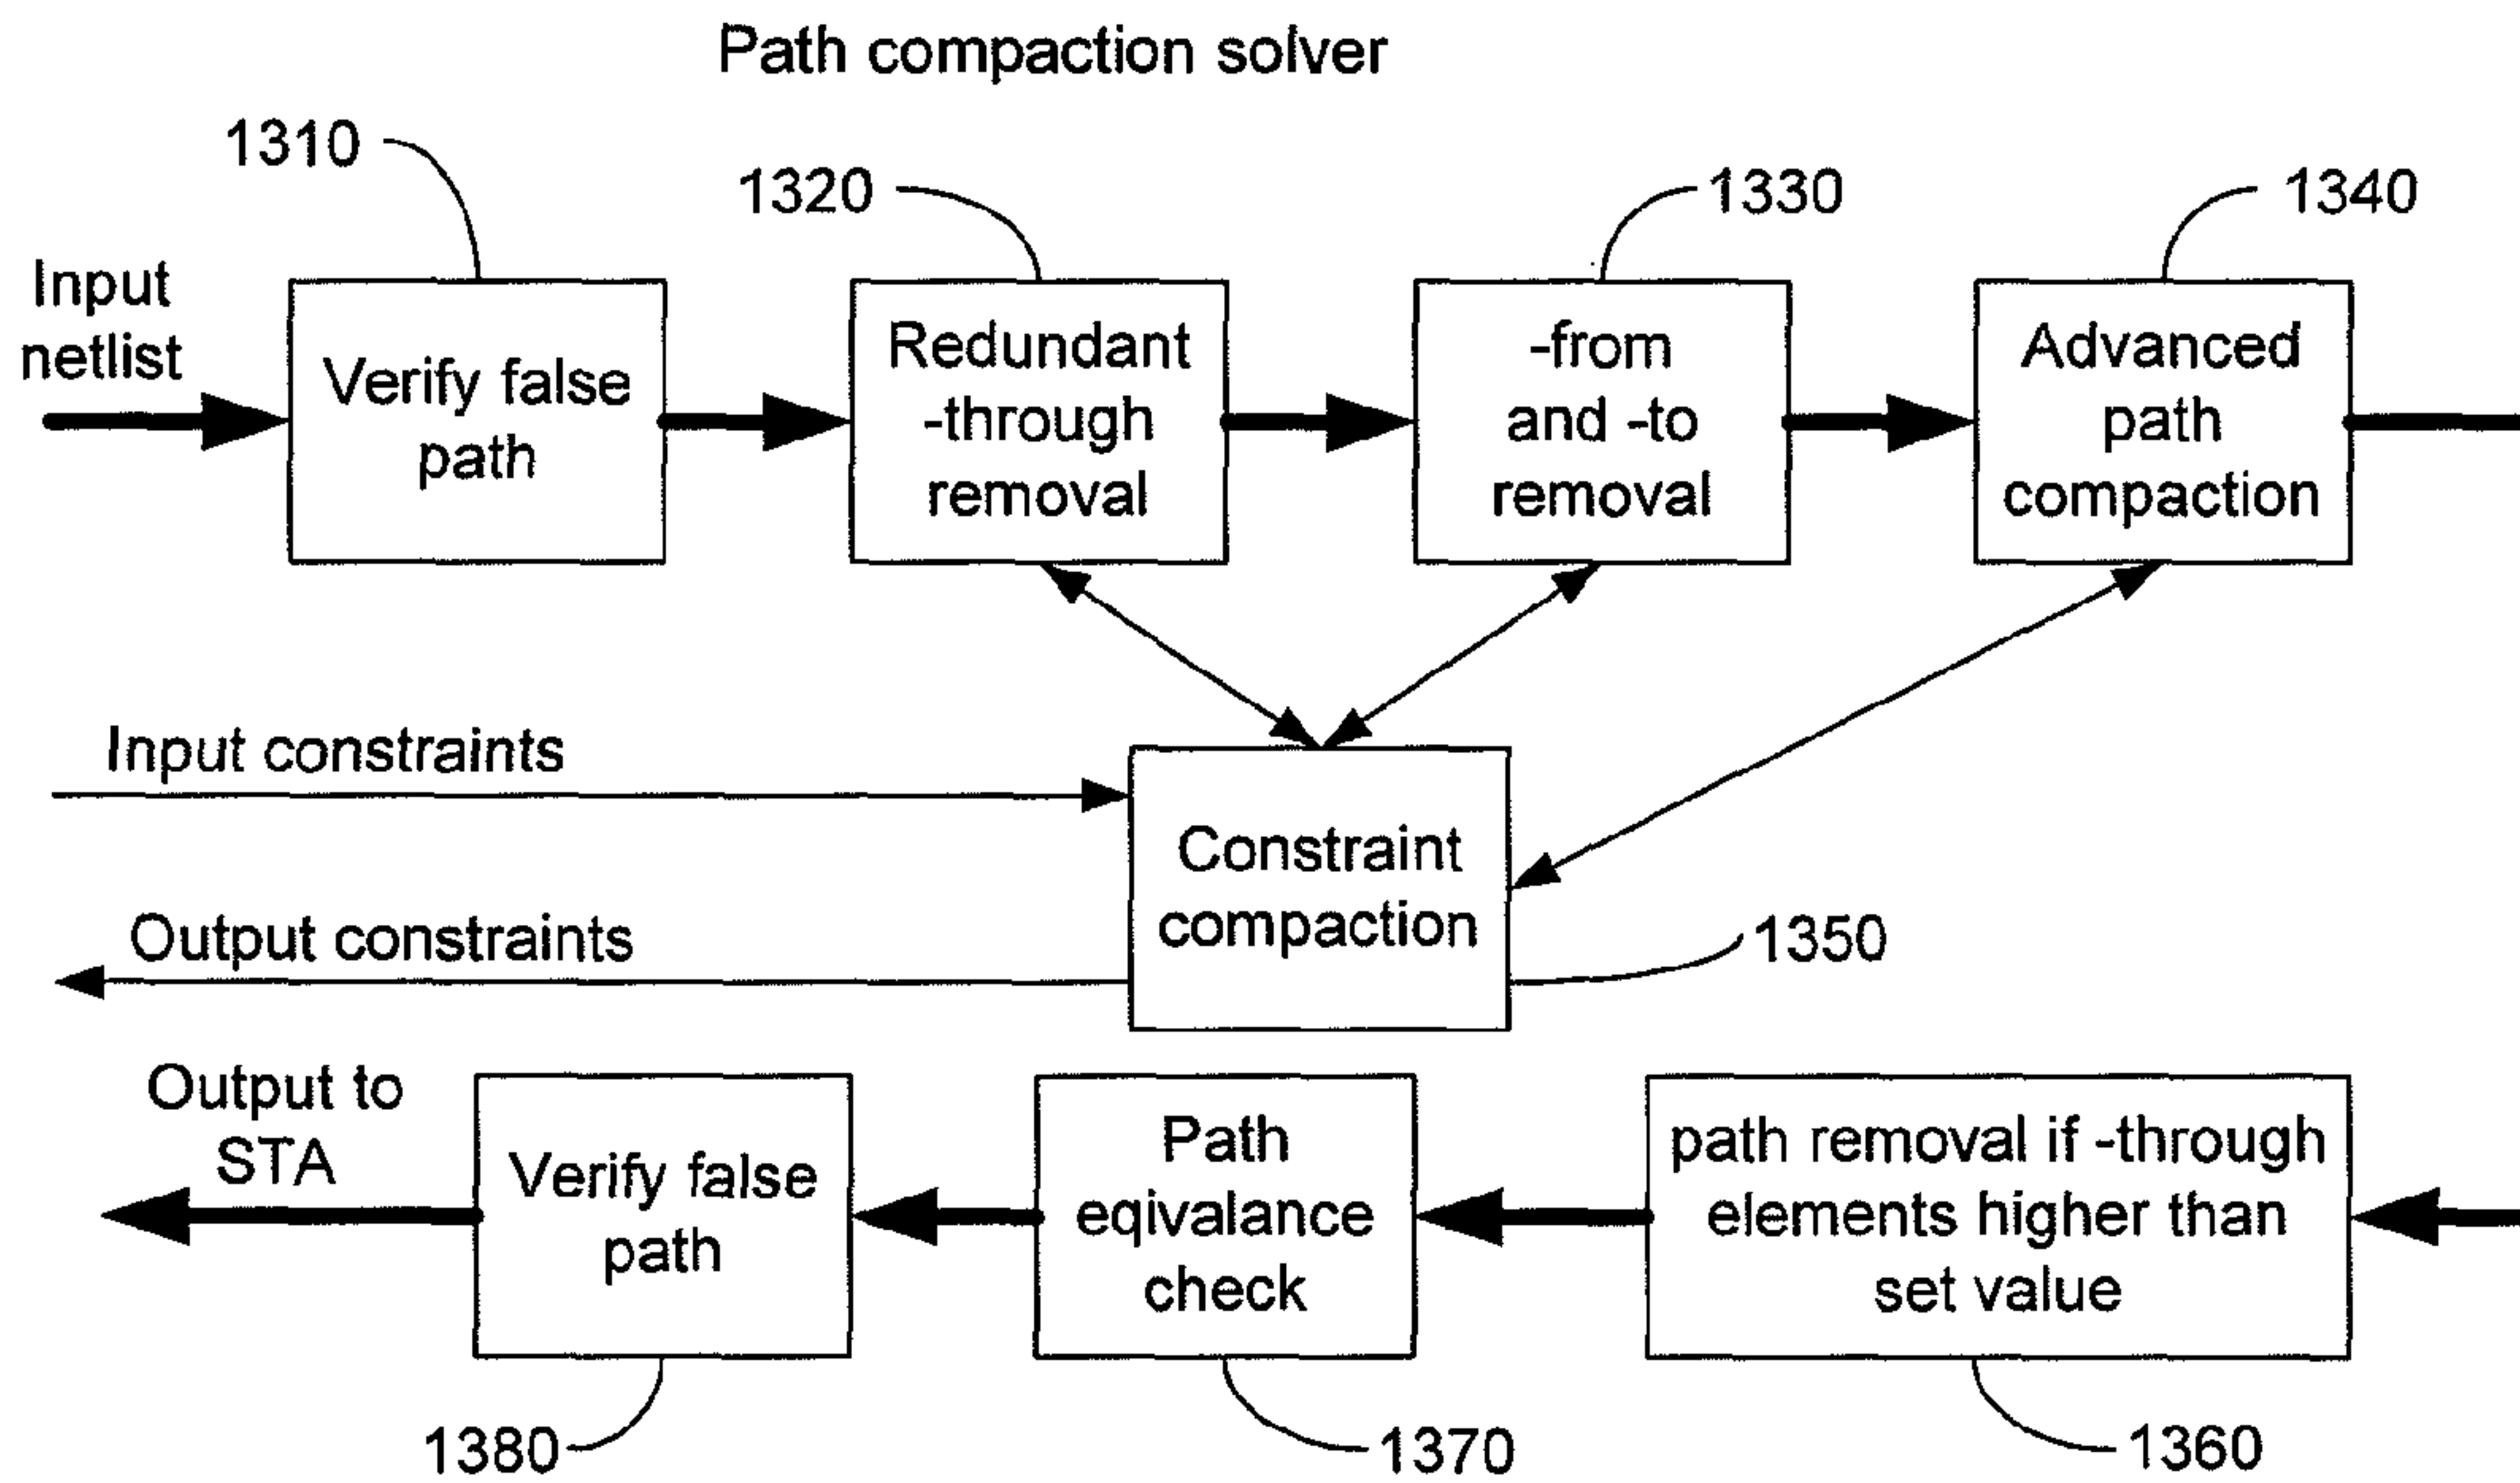 Path compaction solver
1310
1320
1330
1340
Input
netlist
Verify false
path
Redundant
-through
removal
-from
and -to
removal
Advanced
path
compaction
Input constraints
Constraint
compaction
Output constraints
1350
Output to
STA
Verify false
path
Path
eqivalance
check
path removal if -through
elements higher than
set value
1380
1370
1360